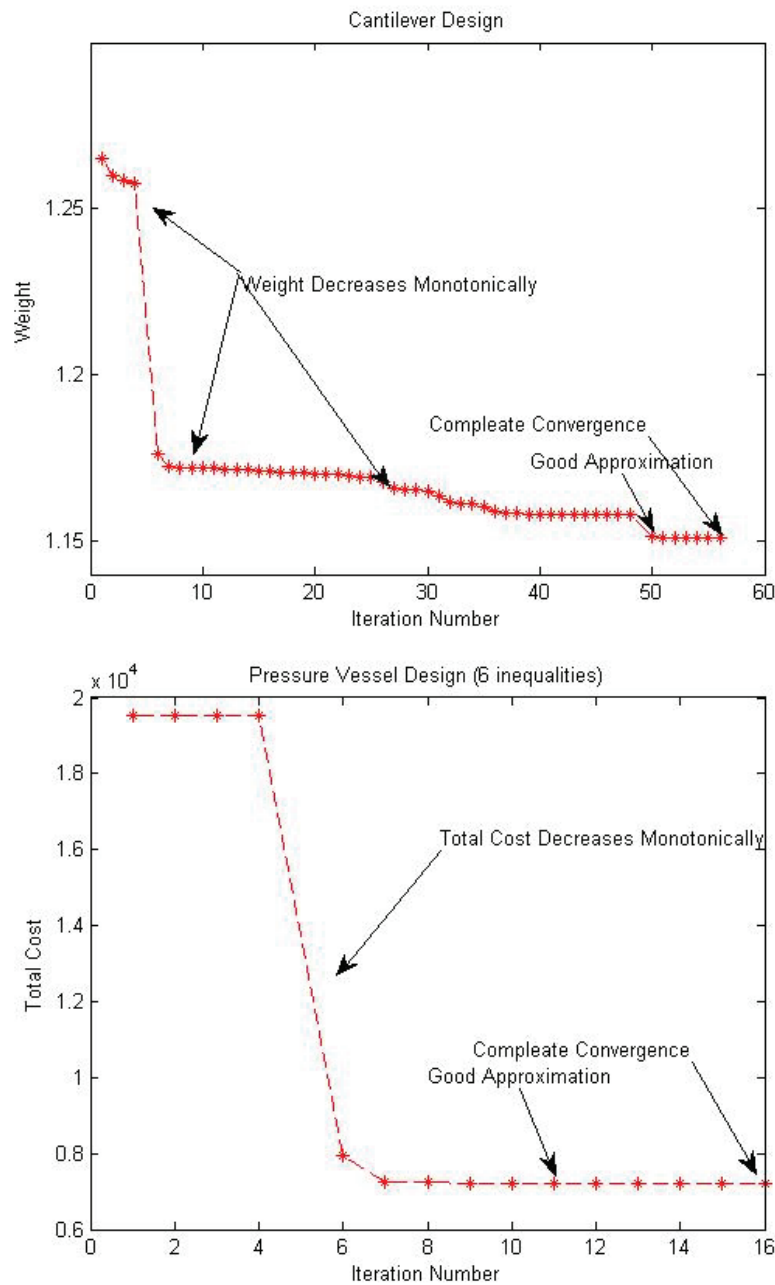 Cantilever Design
1.25
1.2
1.15
Weight
Weight Decreases Monotonically
Compleate Convergence
Good Approximation
0 10 20 30 40 50 60
Iteration Number
Pressure Vessel Design (6 inequalities)
x 10^4
2
1.8
1.6
1.4
1.2
1
0.8
0.6
Total Cost
Total Cost Decreases Monotonically
Compleate Convergence
Good Approximation
0 2 4 6 8 10 12 14 16
Iteration Number